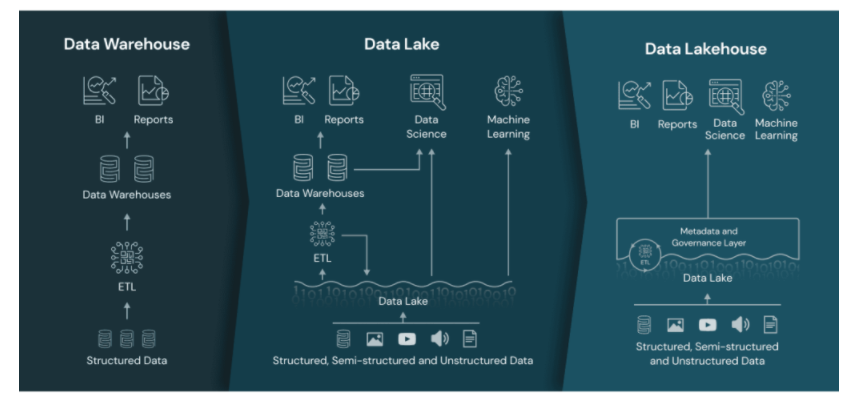 Data Warehouse
BI
Reports
Data Warehouses
ETL
Structured Data
Data Lake
BI
Reports
Data
Science
Machine
Learning
Data Warehouses
ETL
Data Lake
Structured, Semi-structured and Unstructured Data
Data Lakehouse
BI
Reports
Data
Science
Machine
Learning
Metadata and
Governance Layer
ETL
Data Lake
Structured, Semi-structured
and Unstructured Data